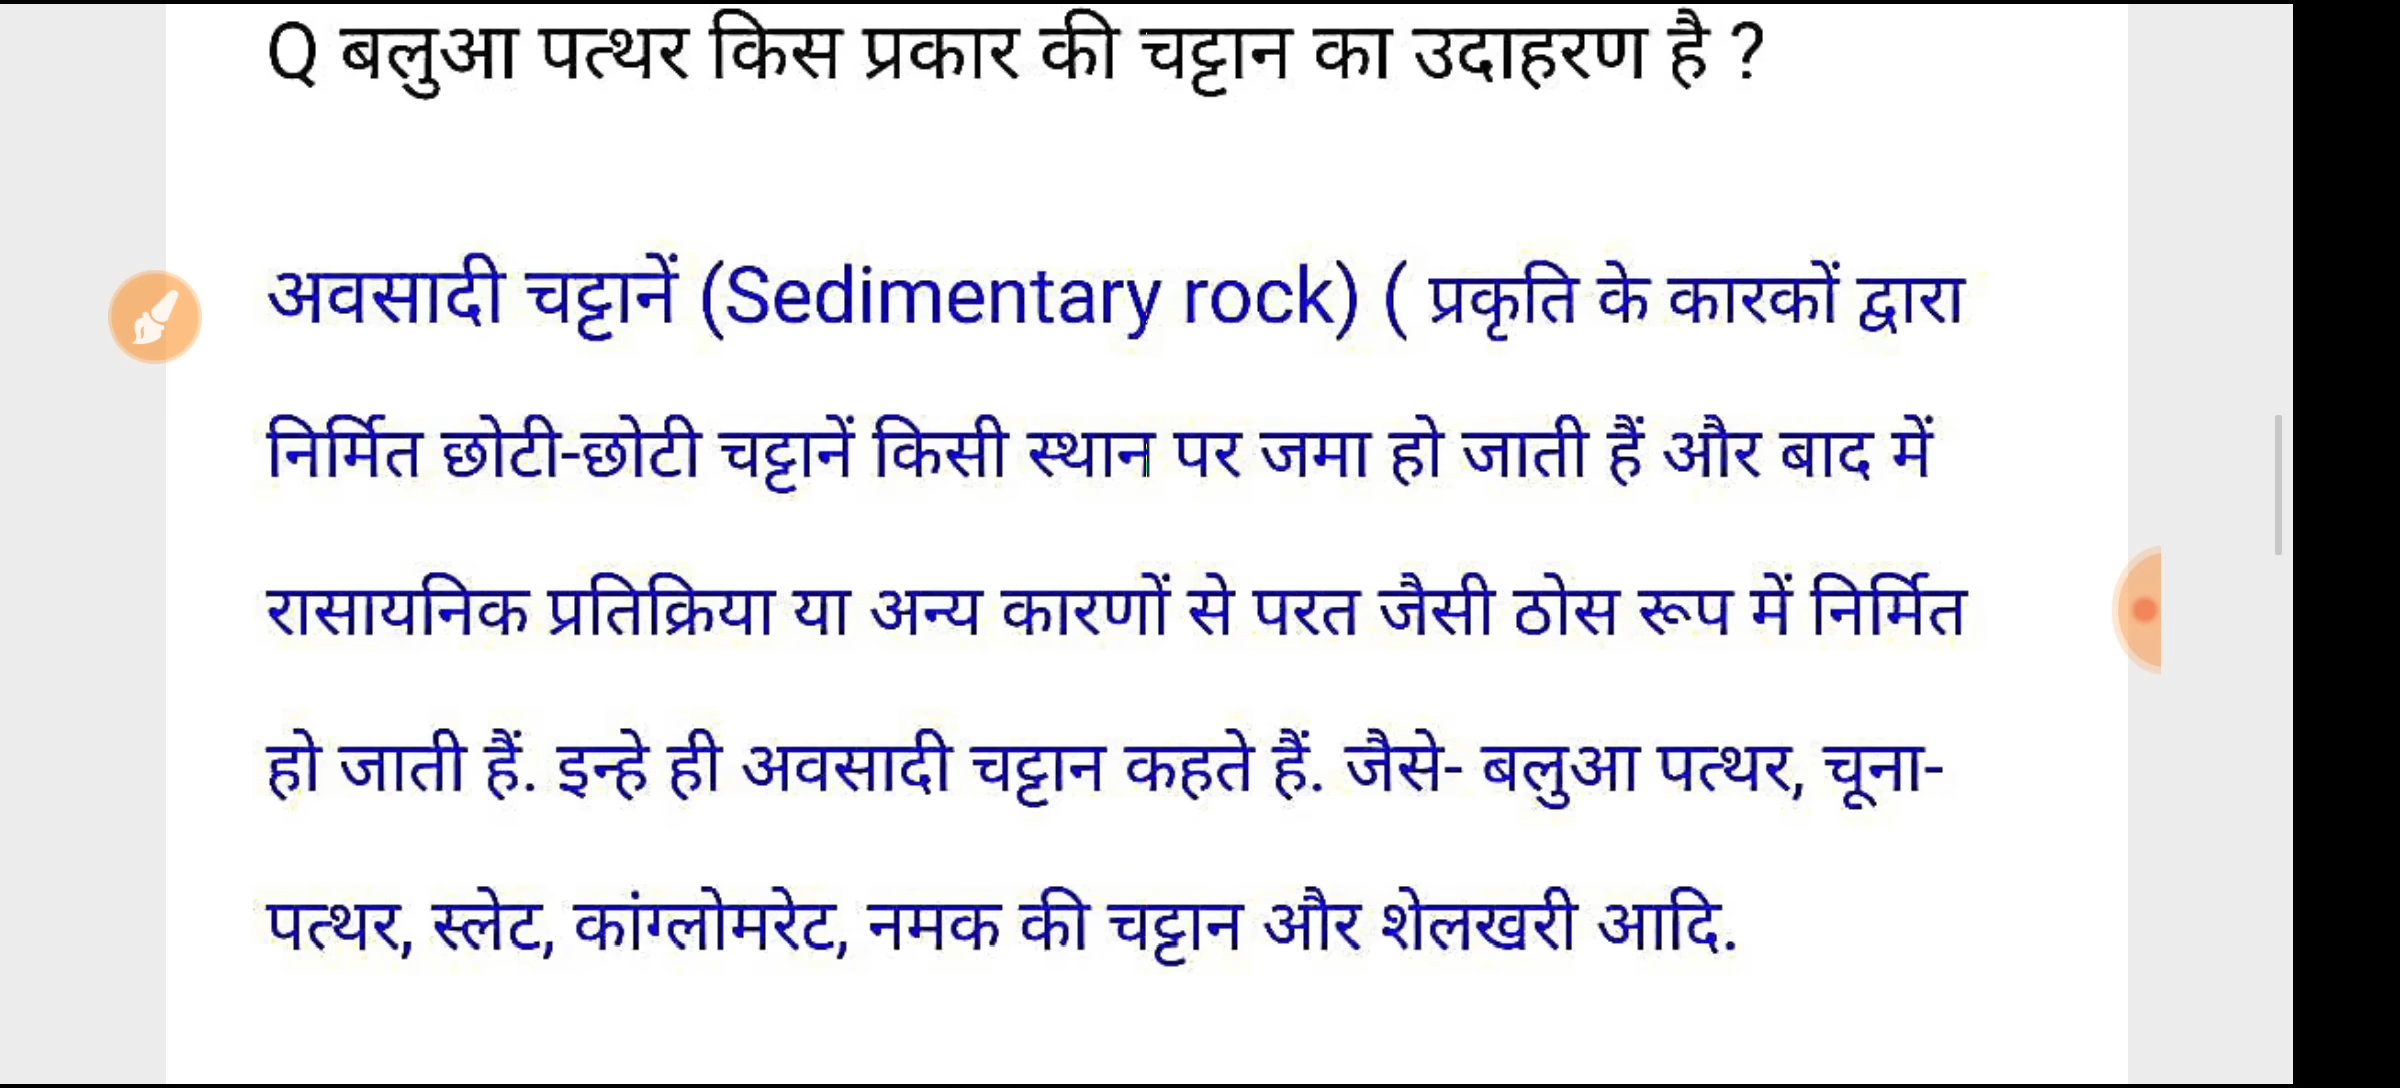 Q बलुआ पत्थर किस प्रकार की चट्टान का उदाहरण है ?
अवसादी चट्टानें (Sedimentary rock) ( प्रकृति के कारकों द्वारा
निर्मित छोटी-छोटी चट्टानें किसी स्थान पर जमा हो जाती हैं और बाद में
रासायनिक प्रतिक्रिया या अन्य कारणों से परत जैसी ठोस रूप में निर्मित
हो जाती हैं. इन्हे ही अवसादी चट्टान कहते हैं. जैसे- बलुआ पत्थर, चूना-
पत्थर, स्लेट, कांग्लोमरेट, नमक की चट्टान और शेलखरी आदि.